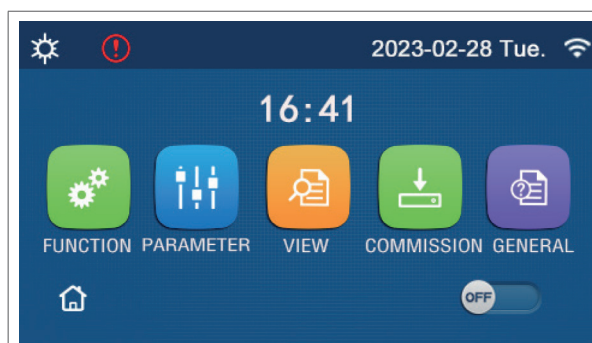 2023-02-28 Tue.
16:41
FUNCTION PARAMETER VIEW COMMISSION GENERAL
OFF